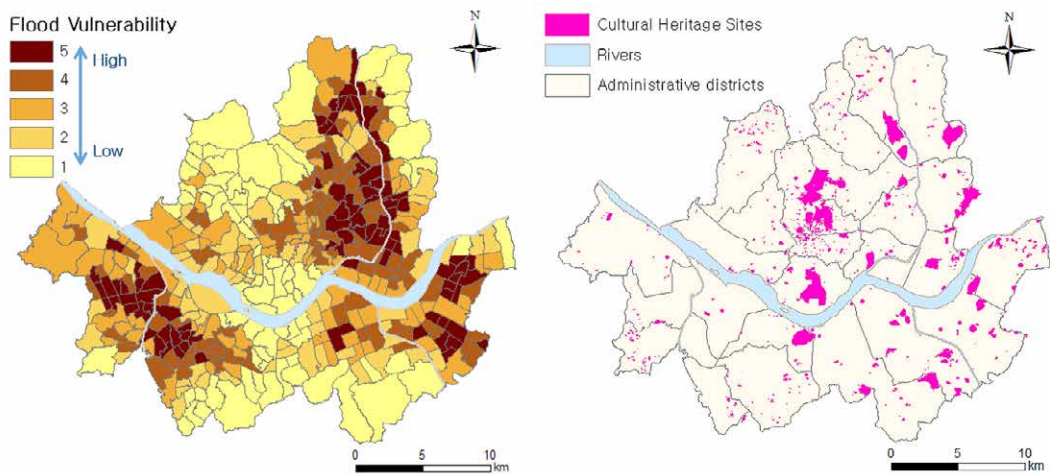 Flood Vulnerability
5
High
4
3
2
Low
1
N
0 5 10
km
Cultural Heritage Sites
Rivers
Administrative districts
N
0 5 10
km